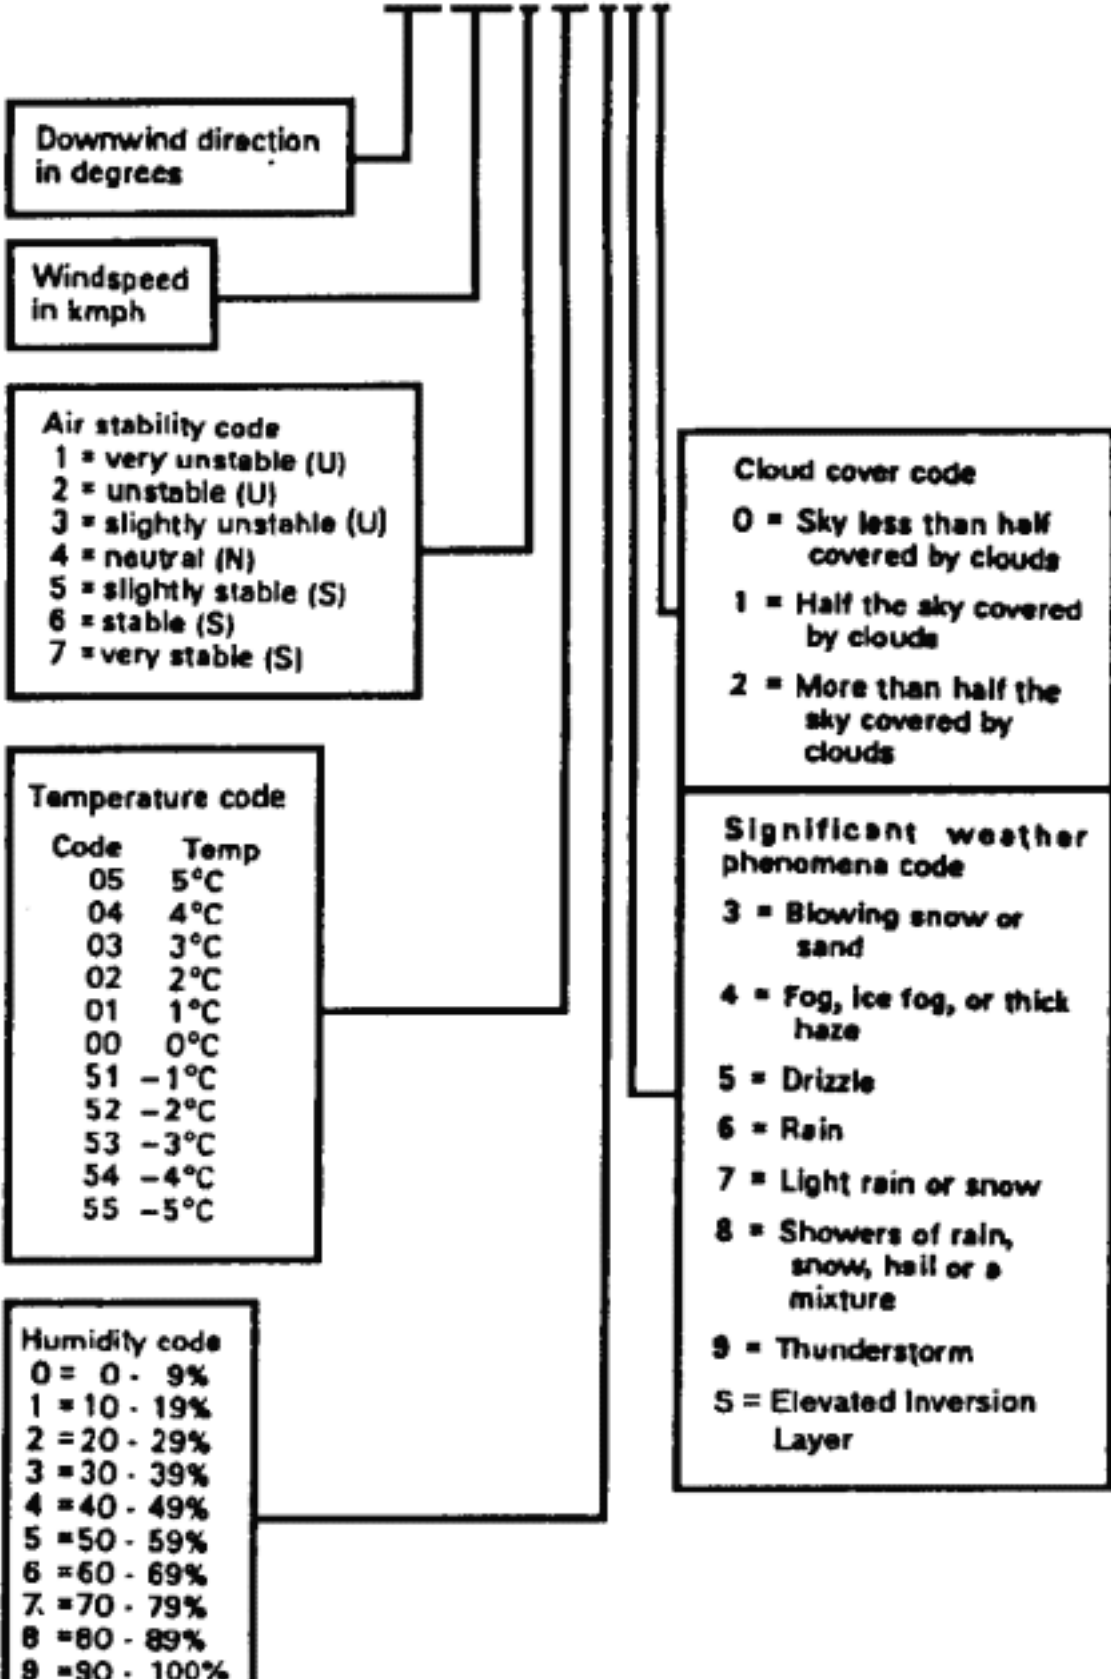 Downwind direction
in degrees
Windspeed
in kmph
Air stability code
1 = very unstable (U)
2 = unstable (U)
3 = slightly unstable (U)
4 = neutral (N)
5 = slightly stable (S)
6 = stable (S)
7 = very stable (S)
Temperature code
Code Temp
05 5°C
04 4°C
03 3°C
02 2°C
01 1°C
00 0°C
51 −1°C
52 −2°C
53 −3°C
54 −4°C
55 −5°C
Humidity code
0 = 0 - 9%
1 = 10 - 19%
2 = 20 - 29%
3 = 30 - 39%
4 = 40 - 49%
5 = 50 - 59%
6 = 60 - 69%
7. = 70 - 79%
8 = 80 - 89%
9 = 90 - 100%
Cloud cover code
0 = Sky less than half
covered by clouds
1 = Half the sky covered
by clouds
2 = More than half the
sky covered by
clouds
Significant weather
phenomena code
3 = Blowing snow or
sand
4 = Fog, ice fog, or thick
haze
5 = Drizzle
6 = Rain
7 = Light rain or snow
8 = Showers of rain,
snow, hail or a
mixture
9 = Thunderstorm
S = Elevated Inversion
Layer